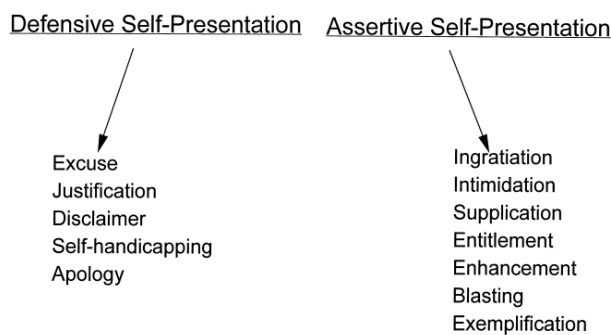 Defensive Self-Presentation
Excuse
Justification
Disclaimer
Self-handicapping
Apology
Assertive Self-Presentation
Ingratiation
Intimidation
Supplication
Entitlement
Enhancement
Blasting
Exemplification